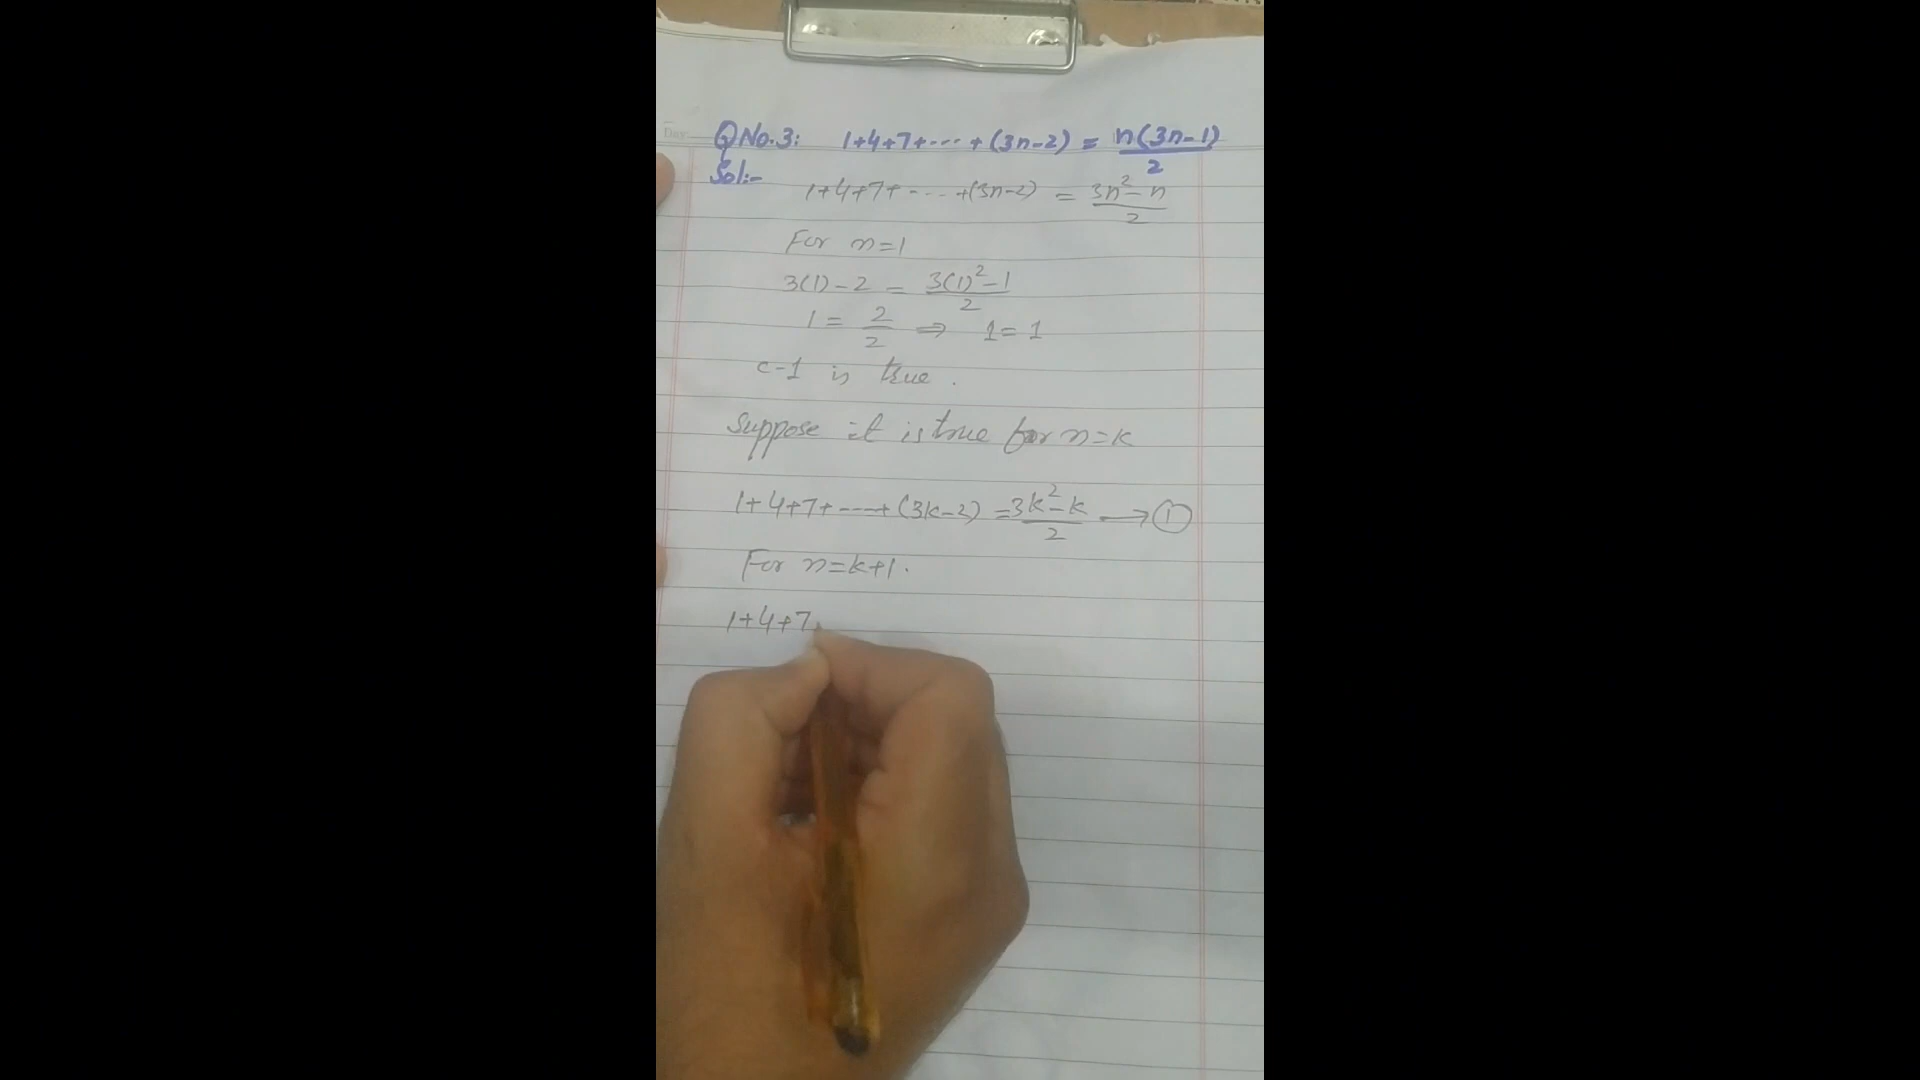 Day
Q No.3: 1+4+7+----+(3n-2) = n(3n-1)/2
Sol:-
1+4+7+----+(3n-2) = 3n²-n/2
For n=1
3(1)-2 = 3(1)²-1/2
1 = 2/2 ⇒ 1=1
C-1 is true.
Suppose it is true for n=k
1+4+7+----+(3k-2) = 3k²-k/2 → ①
For n=k+1.
1+4+7